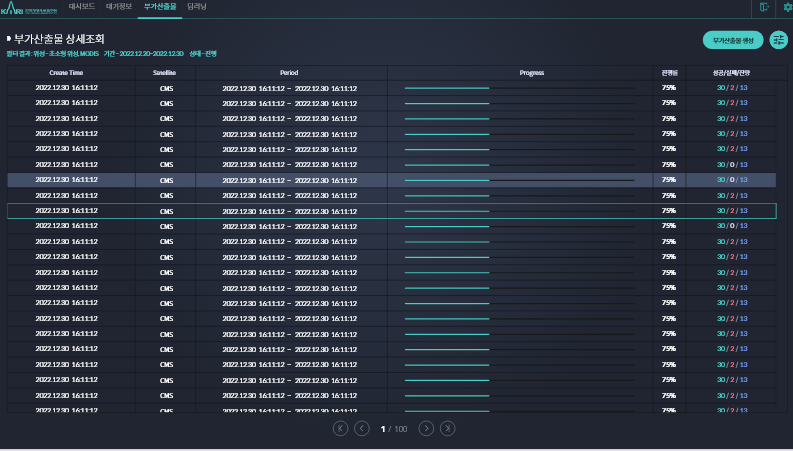 KARI 대시보드 대기정보 부가산출물 딥러닝
부가산출물 상세조회 부가산출물 생성
필터 결과 : 위성 - 초소형 위성, MODIS 기간 - 2022.12.20~2022.12.30 상태 - 진행
Creane Time Sanelline Period Progress 진행률 성공/실패/잔량
2022.12.30 16:11:12 CMS 2022.12.30 16:11:12 ~ 2022.12.30 16:11:12 75% 30 / 2 / 13
2022.12.30 16:11:12 CMS 2022.12.30 16:11:12 ~ 2022.12.30 16:11:12 75% 30 / 2 / 13
2022.12.30 16:11:12 CMS 2022.12.30 16:11:12 ~ 2022.12.30 16:11:12 75% 30 / 2 / 13
2022.12.30 16:11:12 CMS 2022.12.30 16:11:12 ~ 2022.12.30 16:11:12 75% 30 / 2 / 13
2022.12.30 16:11:12 CMS 2022.12.30 16:11:12 ~ 2022.12.30 16:11:12 75% 30 / 2 / 13
2022.12.30 16:11:12 CMS 2022.12.30 16:11:12 ~ 2022.12.30 16:11:12 75% 30 / 0 / 13
2022.12.30 16:11:12 CMS 2022.12.30 16:11:12 ~ 2022.12.30 16:11:12 75% 30 / 0 / 13
2022.12.30 16:11:12 CMS 2022.12.30 16:11:12 ~ 2022.12.30 16:11:12 75% 30 / 2 / 13
2022.12.30 16:11:12 CMS 2022.12.30 16:11:12 ~ 2022.12.30 16:11:12 75% 30 / 2 / 13
2022.12.30 16:11:12 CMS 2022.12.30 16:11:12 ~ 2022.12.30 16:11:12 75% 30 / 0 / 13
2022.12.30 16:11:12 CMS 2022.12.30 16:11:12 ~ 2022.12.30 16:11:12 75% 30 / 2 / 13
2022.12.30 16:11:12 CMS 2022.12.30 16:11:12 ~ 2022.12.30 16:11:12 75% 30 / 2 / 13
2022.12.30 16:11:12 CMS 2022.12.30 16:11:12 ~ 2022.12.30 16:11:12 75% 30 / 2 / 13
2022.12.30 16:11:12 CMS 2022.12.30 16:11:12 ~ 2022.12.30 16:11:12 75% 30 / 2 / 13
2022.12.30 16:11:12 CMS 2022.12.30 16:11:12 ~ 2022.12.30 16:11:12 75% 30 / 2 / 13
2022.12.30 16:11:12 CMS 2022.12.30 16:11:12 ~ 2022.12.30 16:11:12 75% 30 / 2 / 13
2022.12.30 16:11:12 CMS 2022.12.30 16:11:12 ~ 2022.12.30 16:11:12 75% 30 / 2 / 13
2022.12.30 16:11:12 CMS 2022.12.30 16:11:12 ~ 2022.12.30 16:11:12 75% 30 / 2 / 13
2022.12.30 16:11:12 CMS 2022.12.30 16:11:12 ~ 2022.12.30 16:11:12 75% 30 / 2 / 13
2022.12.30 16:11:12 CMS 2022.12.30 16:11:12 ~ 2022.12.30 16:11:12 75% 30 / 2 / 13
2022.12.30 16:11:12 CMS 2022.12.30 16:11:12 ~ 2022.12.30 16:11:12 75% 30 / 2 / 13
2022.12.30 16:11:12 CMS 2022.12.30 16:11:12 ~ 2022.12.30 16:11:12 75% 30 / 2 / 13
1 / 100